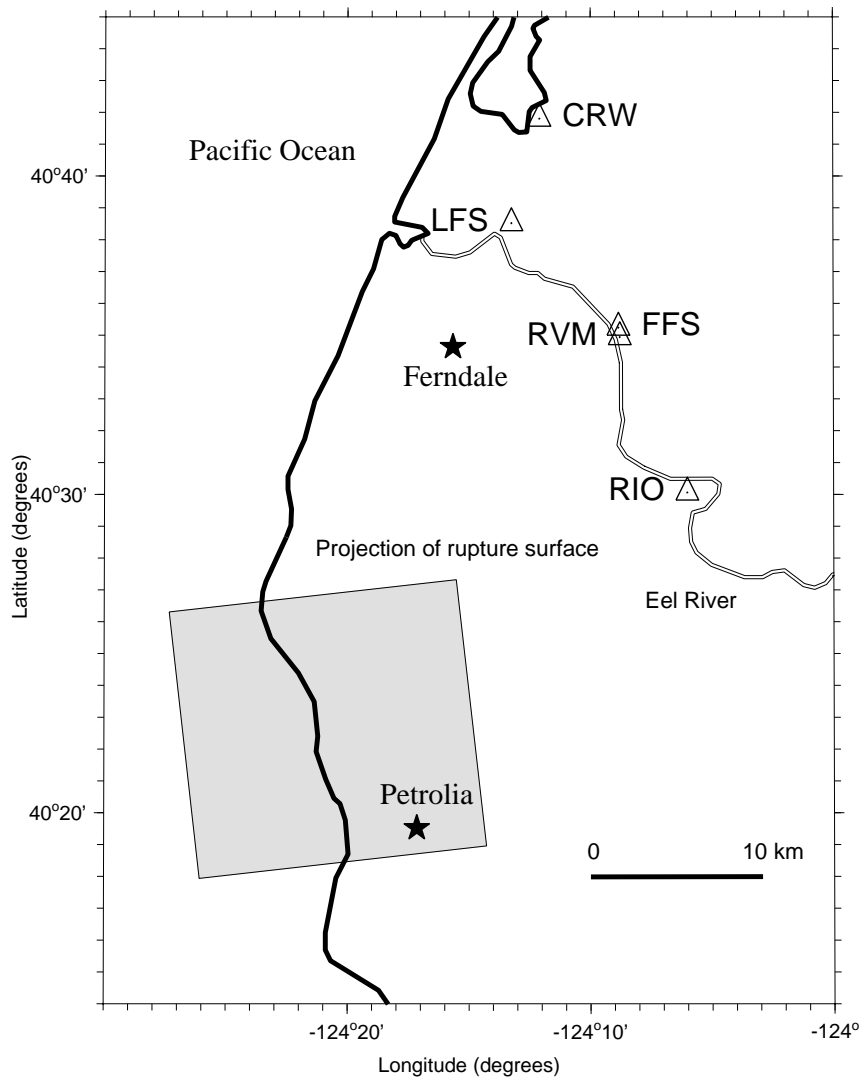 CRW
Pacific Ocean
40°40'
LFS
FFS
RVM
Ferndale
40°30'
RIO
Projection of rupture surface
Latitude (degrees)
Eel River
Petrolia
40°20'
0 10 km
-124°20' -124°10' -124°
Longitude (degrees)